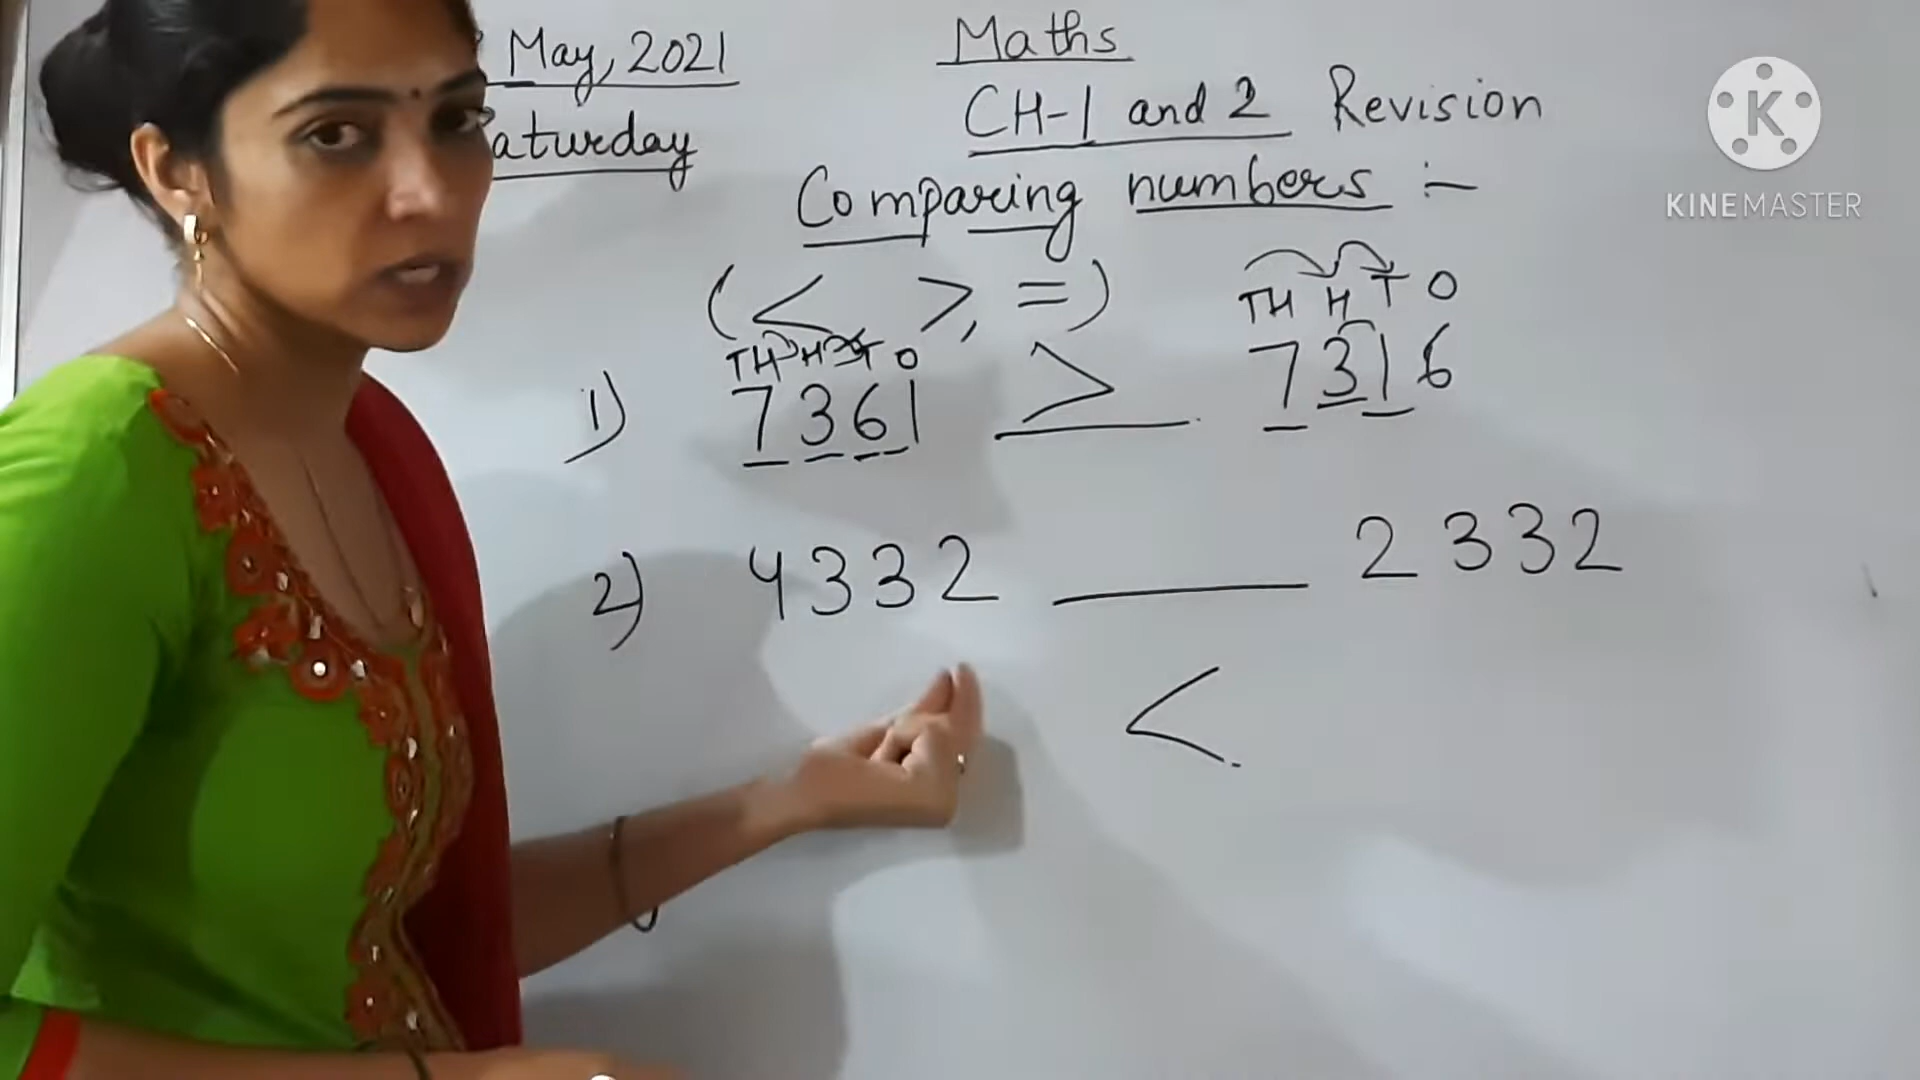 May, 2021
aturday
Maths
CH-1 and 2 Revision
Comparing numbers :-
(< >, =)
TH H T O TH H T O
1) 7361 > 7316
2) 4332 ____ 2332
<
KINEMASTER